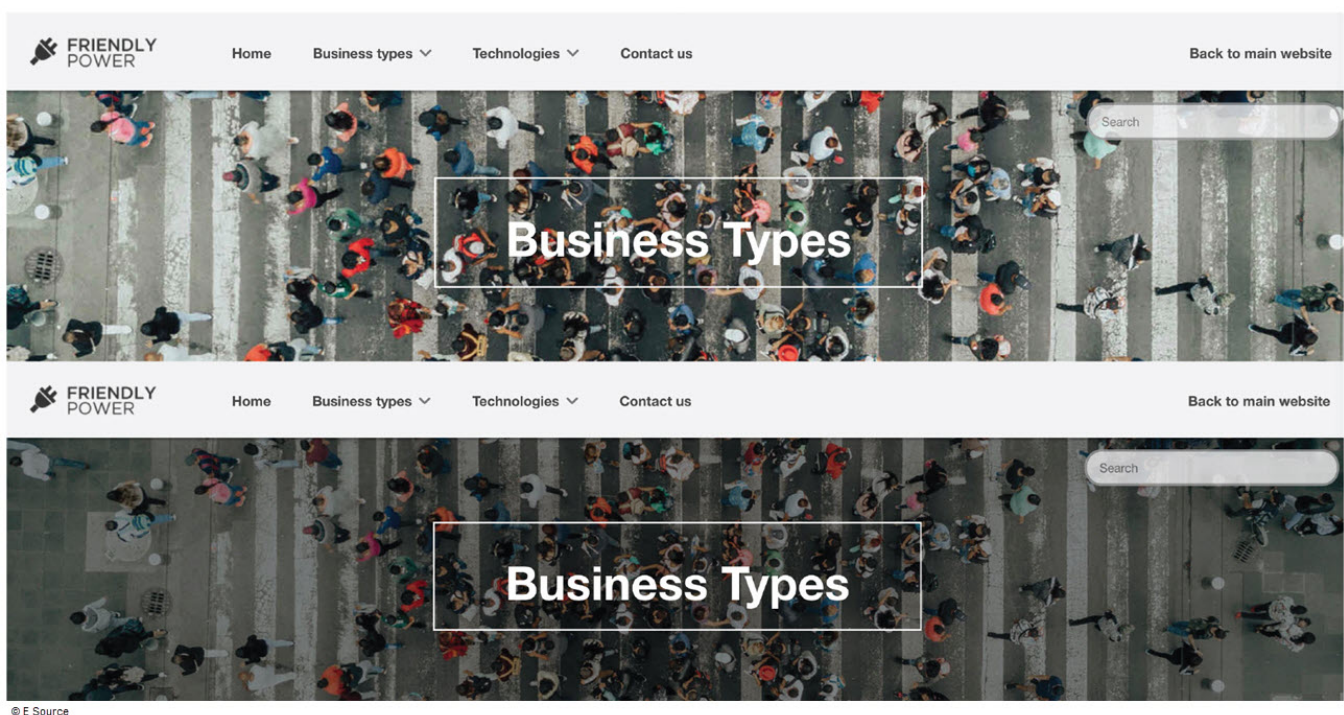 FRIENDLY
POWER
Home Business types Technologies Contact us Back to main website
Search
Business Types
FRIENDLY
POWER
Home Business types Technologies Contact us Back to main website
Search
Business Types
© E Source